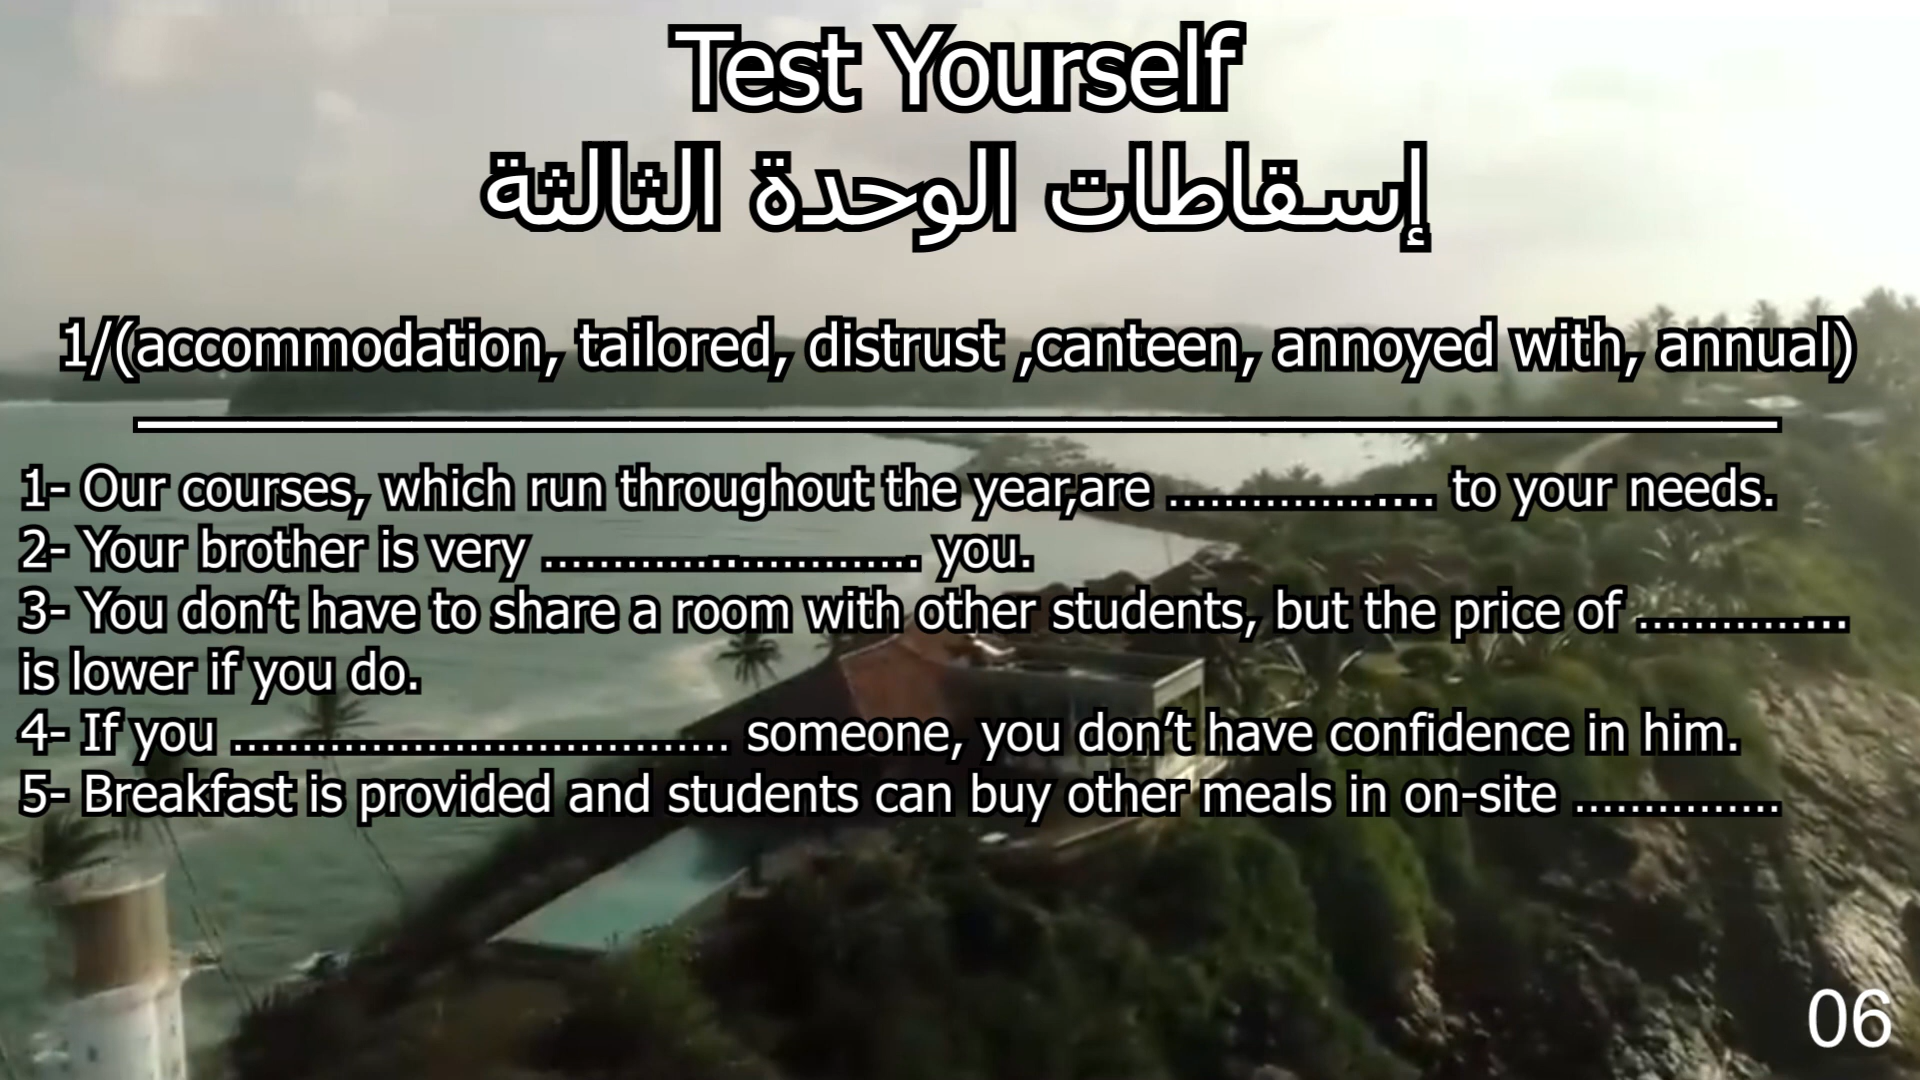 Test Yourself
إسقاطات الوحدة الثالثة
1/(accommodation, tailored, distrust ,canteen, annoyed with, annual)
1- Our courses, which run throughout the year,are ................... to your needs.
2- Your brother is very ........................... you.
3- You don’t have to share a room with other students, but the price of ...............
is lower if you do.
4- If you ................................... someone, you don’t have confidence in him.
5- Breakfast is provided and students can buy other meals in on-site ...............
06